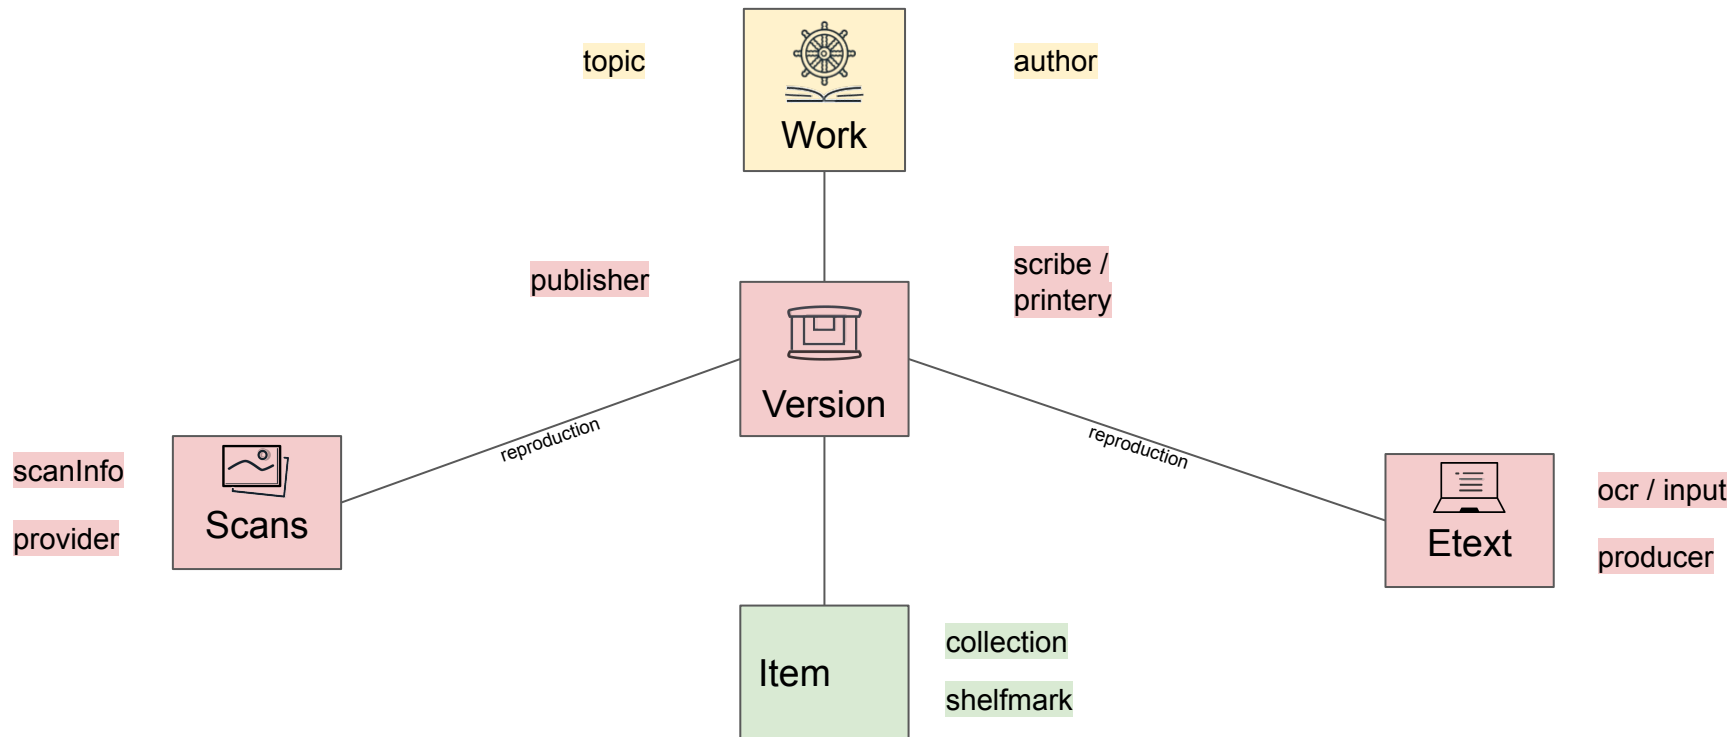 topic
author
Work
publisher
scribe /
printery
Version
reproduction
reproduction
scanInfo
provider
Scans
Etext
ocr / input
producer
Item
collection
shelfmark